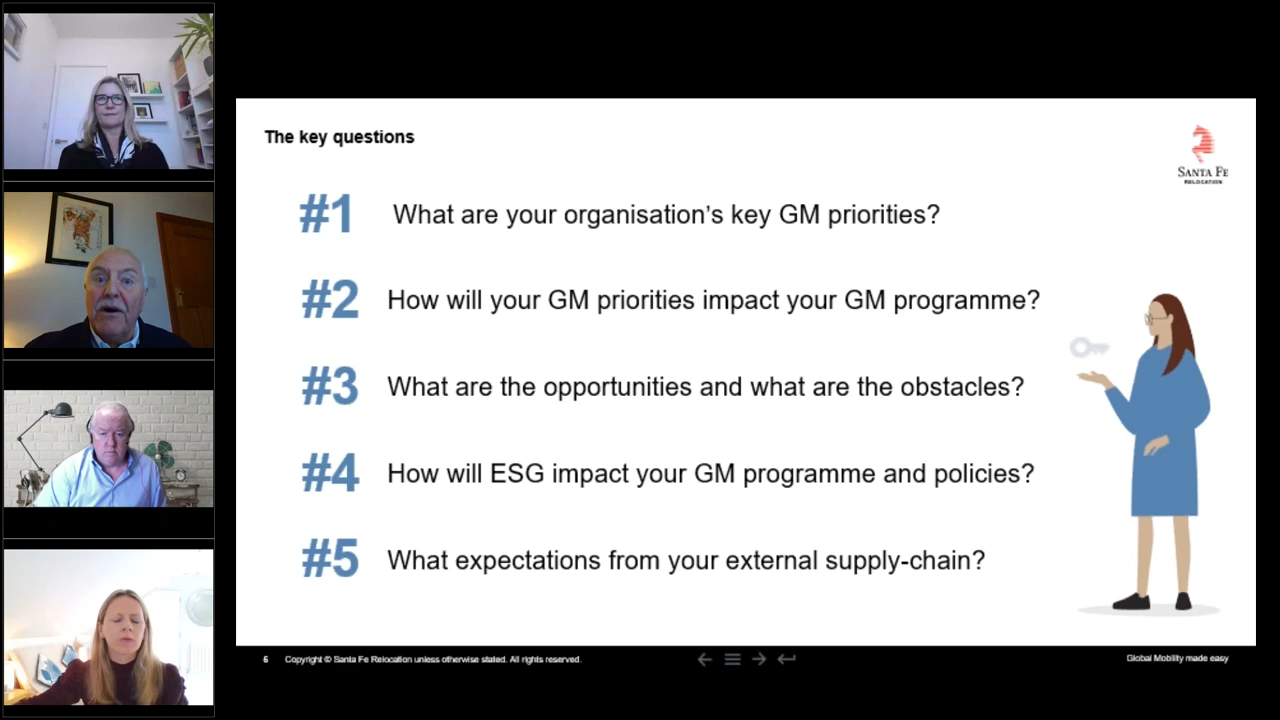 The key questions
SANTA FE
RELOCATION
#1 What are your organisation's key GM priorities?
#2 How will your GM priorities impact your GM programme?
#3 What are the opportunities and what are the obstacles?
#4 How will ESG impact your GM programme and policies?
#5 What expectations from your external supply-chain?
6 Copyright © Santa Fe Relocation unless otherwise stated. All rights reserved.
Global Mobility made easy